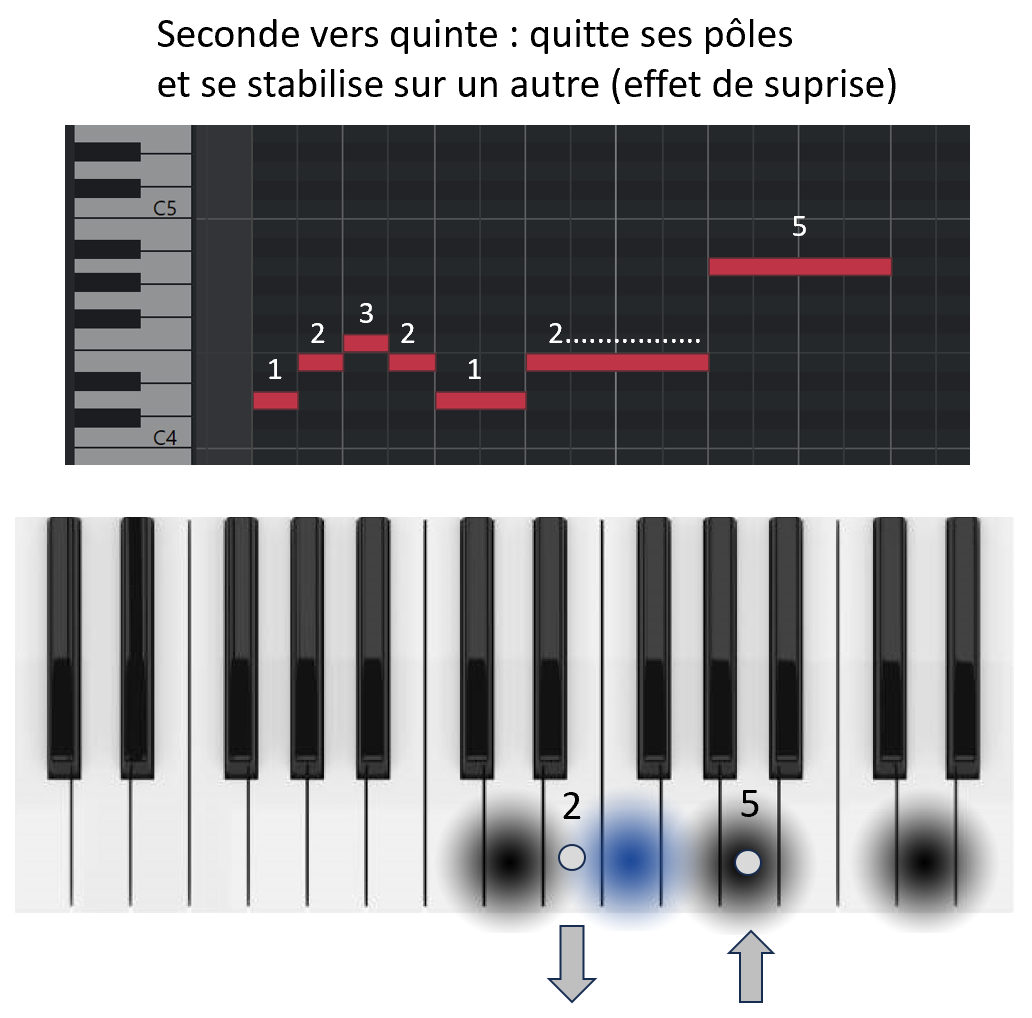 Seconde vers quinte : quitte ses pôles
et se stabilise sur un autre (effet de suprise)
C5
5
3
2 2 2.................
1 1
C4
2 5